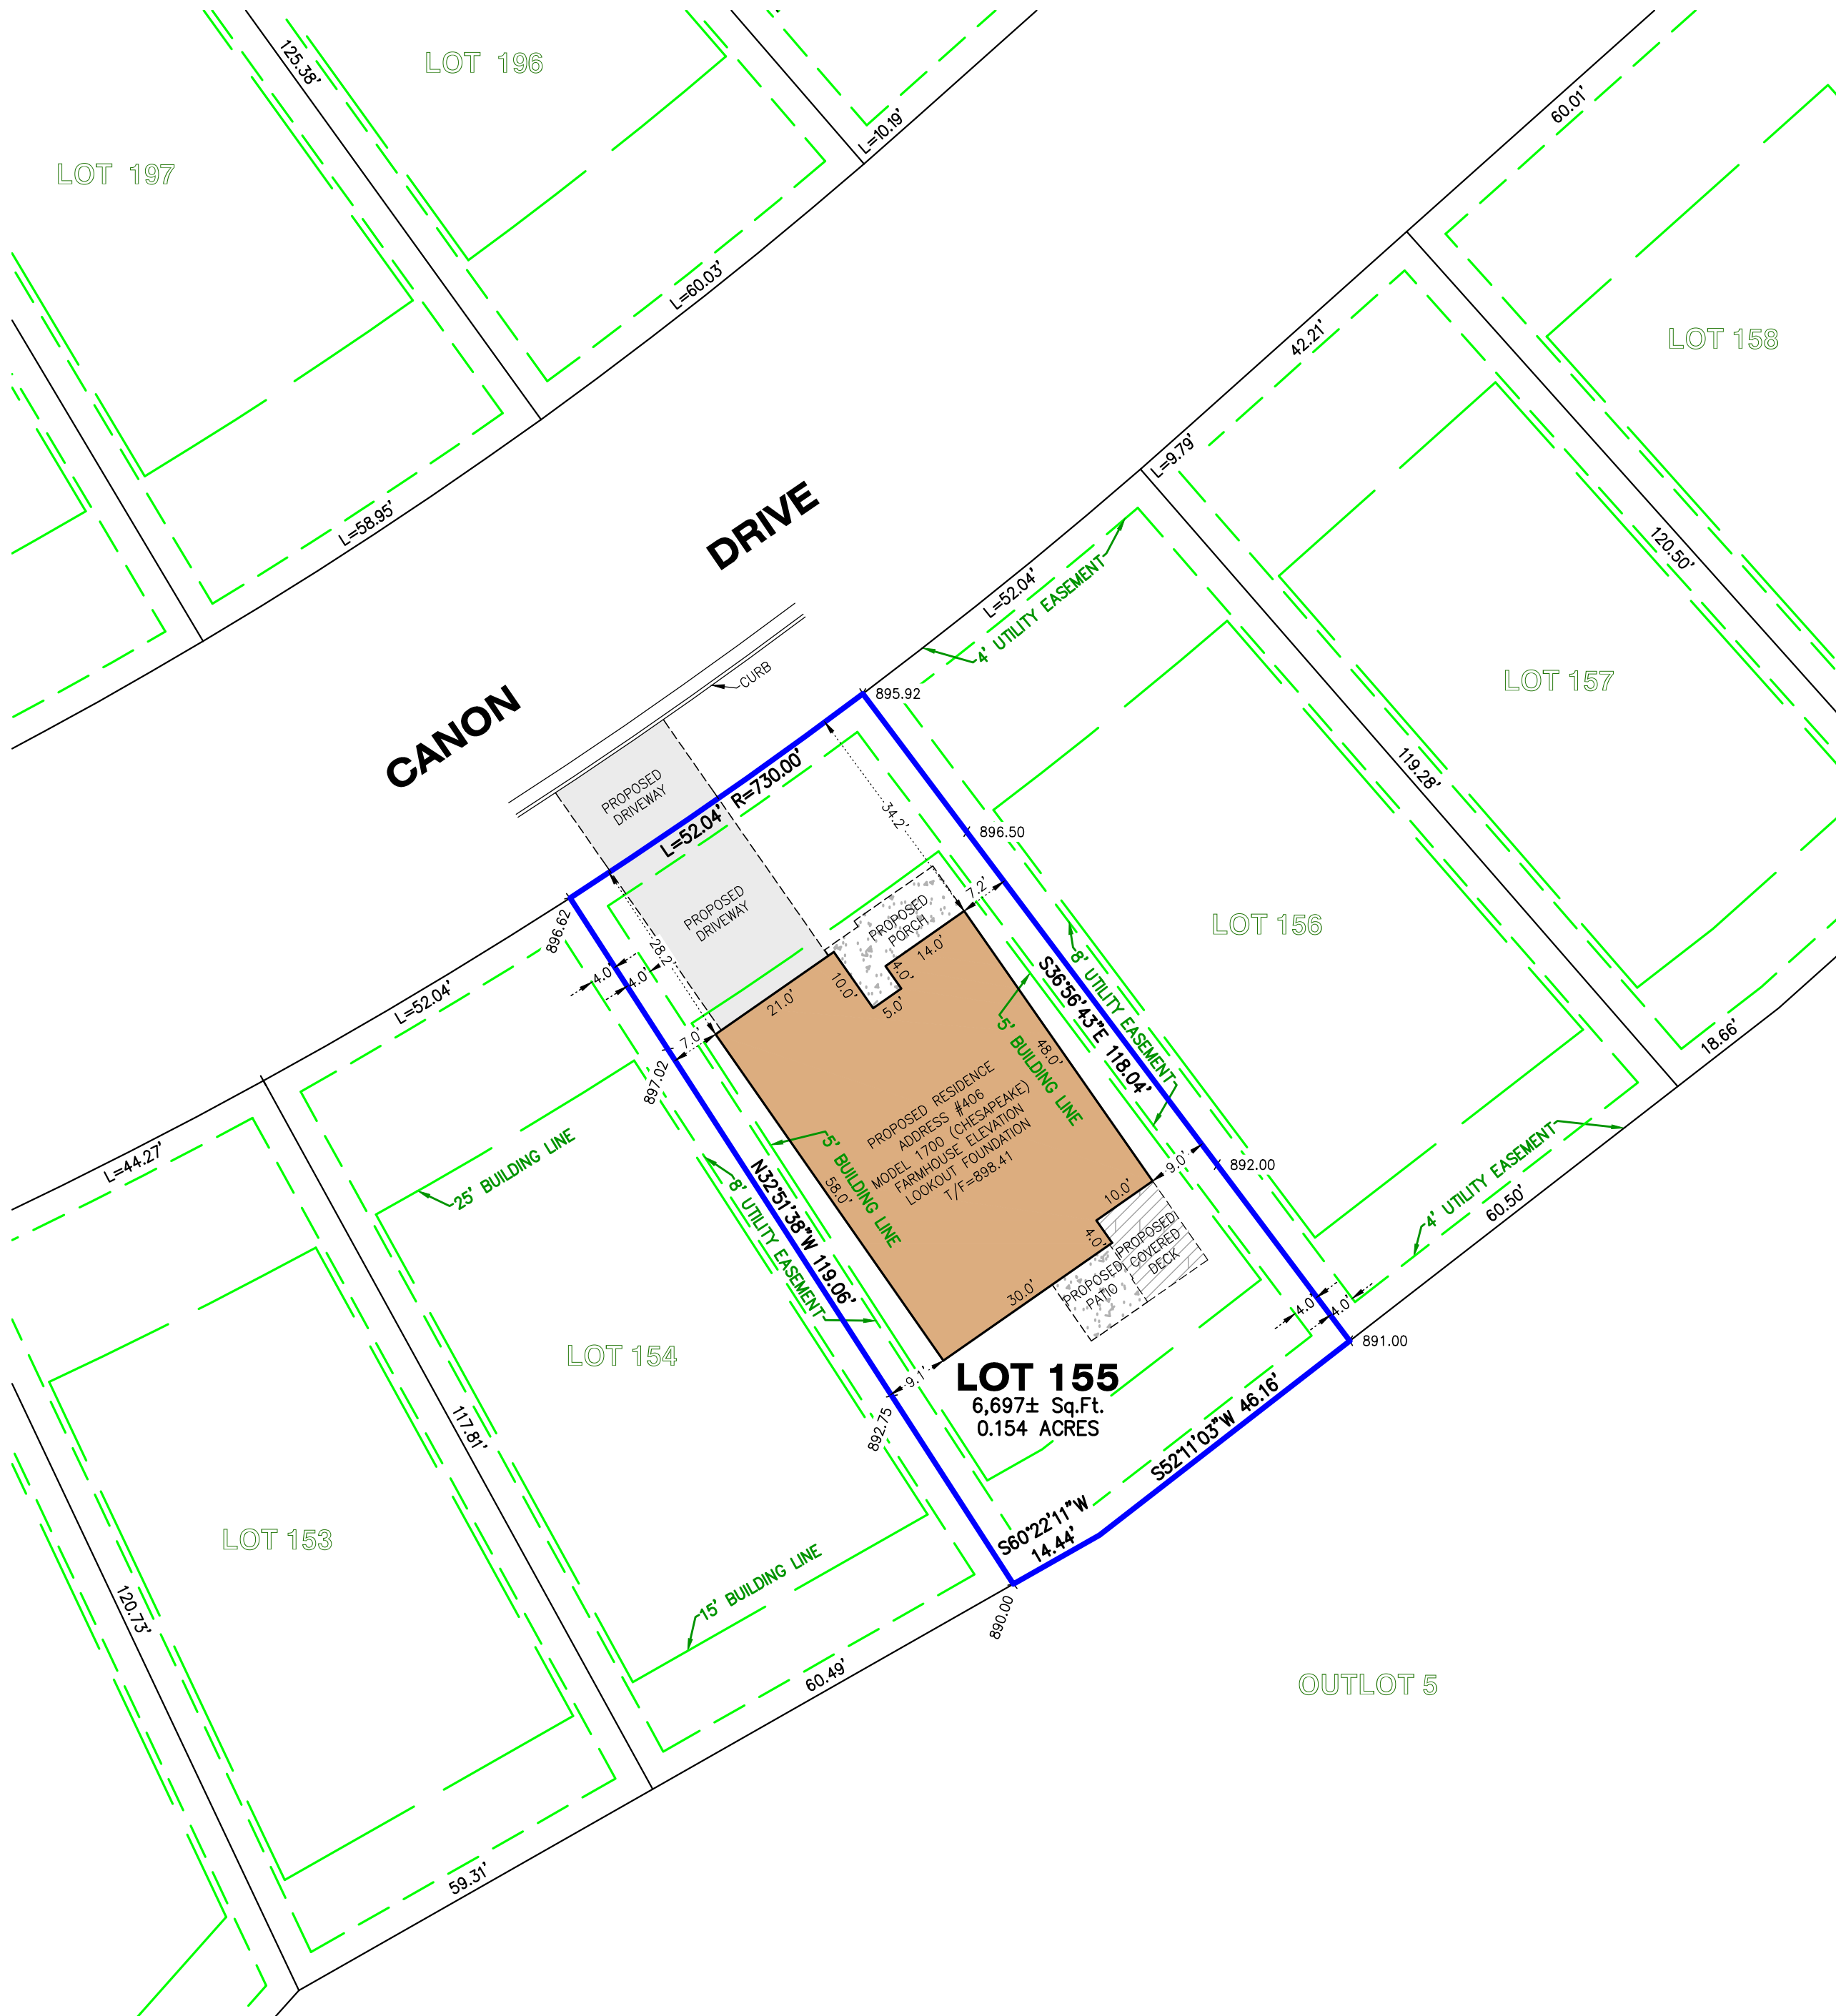 LOT 196
125.38'
LOT 197
L=10.19'
60.01'
L=60.03'
LOT 158
42.21'
L=58.95'
L=9.79'
CANON DRIVE
120.50'
L=52.04'
4' UTILITY EASEMENT
CURB
895.92
LOT 157
119.28'
PROPOSED
DRIVEWAY
L=52.04' R=730.00'
34.2'
896.50
896.62
PROPOSED
DRIVEWAY
28.2'
PROPOSED
PORCH
7.2'
LOT 156
4.0'
4.0'
L=52.04'
21.0'
10.0'
5.0'
4.0'
14.0'
8' UTILITY EASEMENT
S36°56'43"E 118.04'
5' BUILDING LINE
48.0'
7.0'
897.02
18.66'
L=44.27'
25' BUILDING LINE
PROPOSED RESIDENCE
ADDRESS #406
MODEL 1700 (CHESAPEAKE)
FARMHOUSE ELEVATION
LOOKOUT FOUNDATION
T/F=898.41
5' BUILDING LINE
58.0'
N32°51'38"W 119.06'
8' UTILITY EASEMENT
9.0'
892.00
10.0'
4.0'
PROPOSED
COVERED
DECK
PROPOSED
PATIO
30.0'
4' UTILITY EASEMENT
60.50'
4.0'
4.0'
891.00
LOT 154
9.1'
892.75
LOT 155
6,697± Sq.Ft.
0.154 ACRES
S52°11'03"W 46.16'
117.81'
S60°22'11"W
14.44'
LOT 153
15' BUILDING LINE
120.73'
890.00
60.49'
OUTLOT 5
59.31'